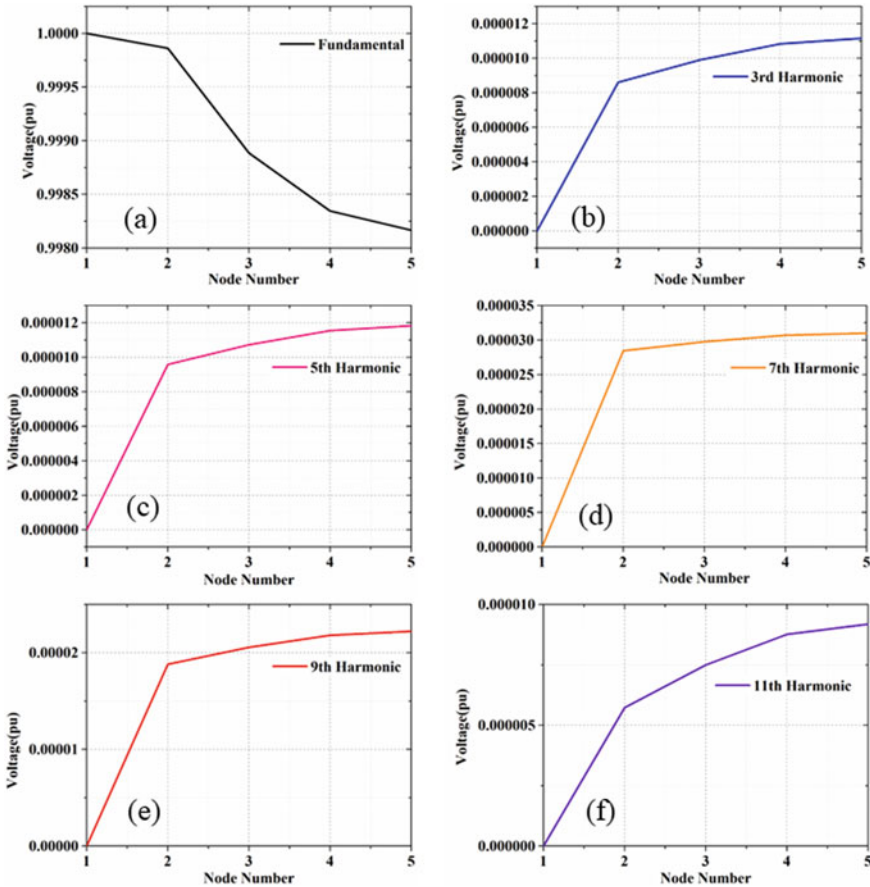 1.0000
0.9995
0.9990
0.9985
0.9980
Voltage(pu)
Fundamental
(a)
1 2 3 4 5
Node Number
0.000012
0.000010
0.000008
0.000006
0.000004
0.000002
0.000000
Voltage(pu)
3rd Harmonic
(b)
1 2 3 4 5
Node Number
0.000012
0.000010
0.000008
0.000006
0.000004
0.000002
0.000000
Voltage(pu)
5th Harmonic
(c)
1 2 3 4 5
Node Number
0.000035
0.000030
0.000025
0.000020
0.000015
0.000010
0.000005
0.000000
Voltage(pu)
7th Harmonic
(d)
1 2 3 4 5
Node Number
0.00002
0.00001
0.00000
Voltage(pu)
9th Harmonic
(e)
1 2 3 4 5
Node Number
0.000010
0.000005
0.000000
Voltage(pu)
11th Harmonic
(f)
1 2 3 4 5
Node Number